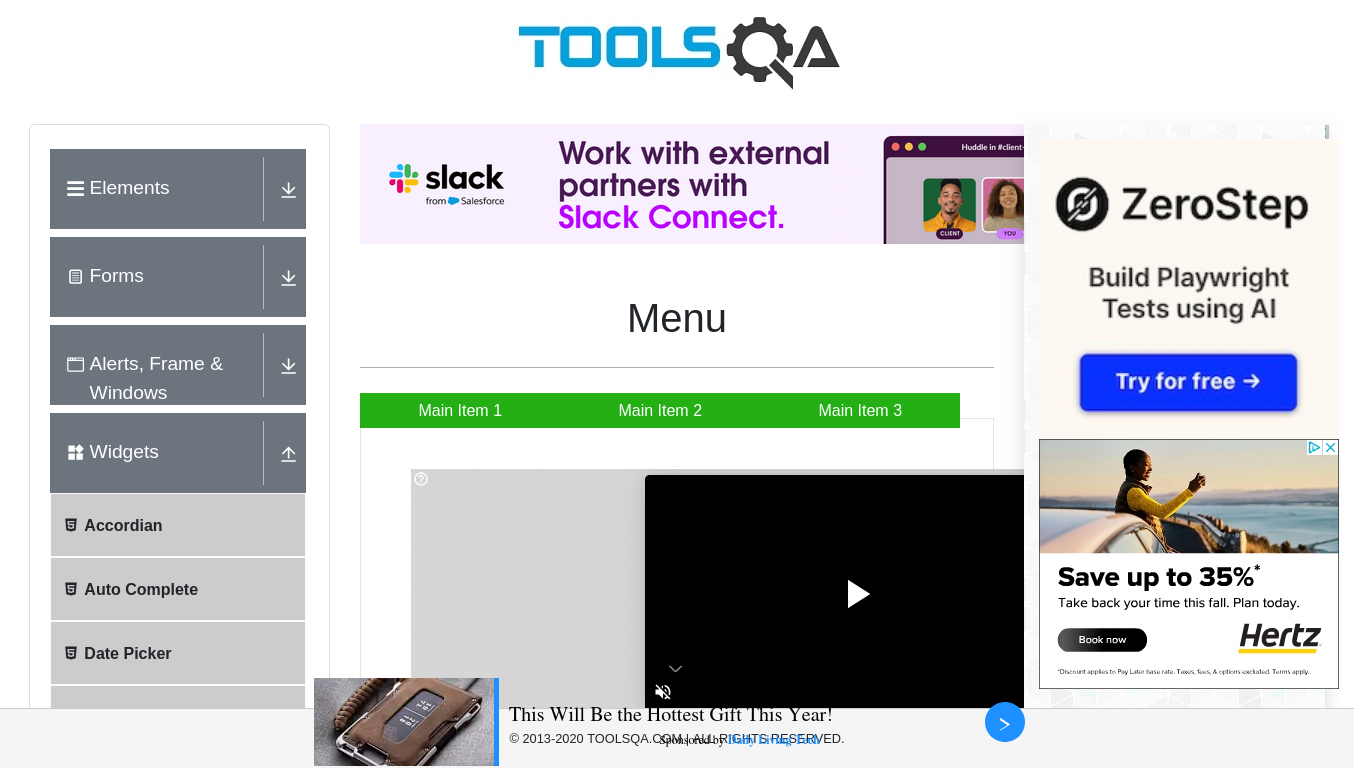 TOOLSQA
Elements
Forms
Alerts, Frame &
Windows
Widgets
Accordian
Auto Complete
Date Picker
slack
from Salesforce
Work with external
partners with
Slack Connect.
Huddle in #client-
CLIENT
YOU
Menu
Main Item 1
Main Item 2
Main Item 3
ZeroStep
Build Playwright
Tests using AI
Try for free →
Save up to 35%*
Take back your time this fall. Plan today.
Book now
Hertz
*Discount applies to Pay Later base rate. Taxes, fees, & options excluded. Terms apply.
This Will Be the Hottest Gift This Year!
© 2013-2020 TOOLSQA.COM | ALL RIGHTS RESERVED.
Sponsored by Daily Living Tech